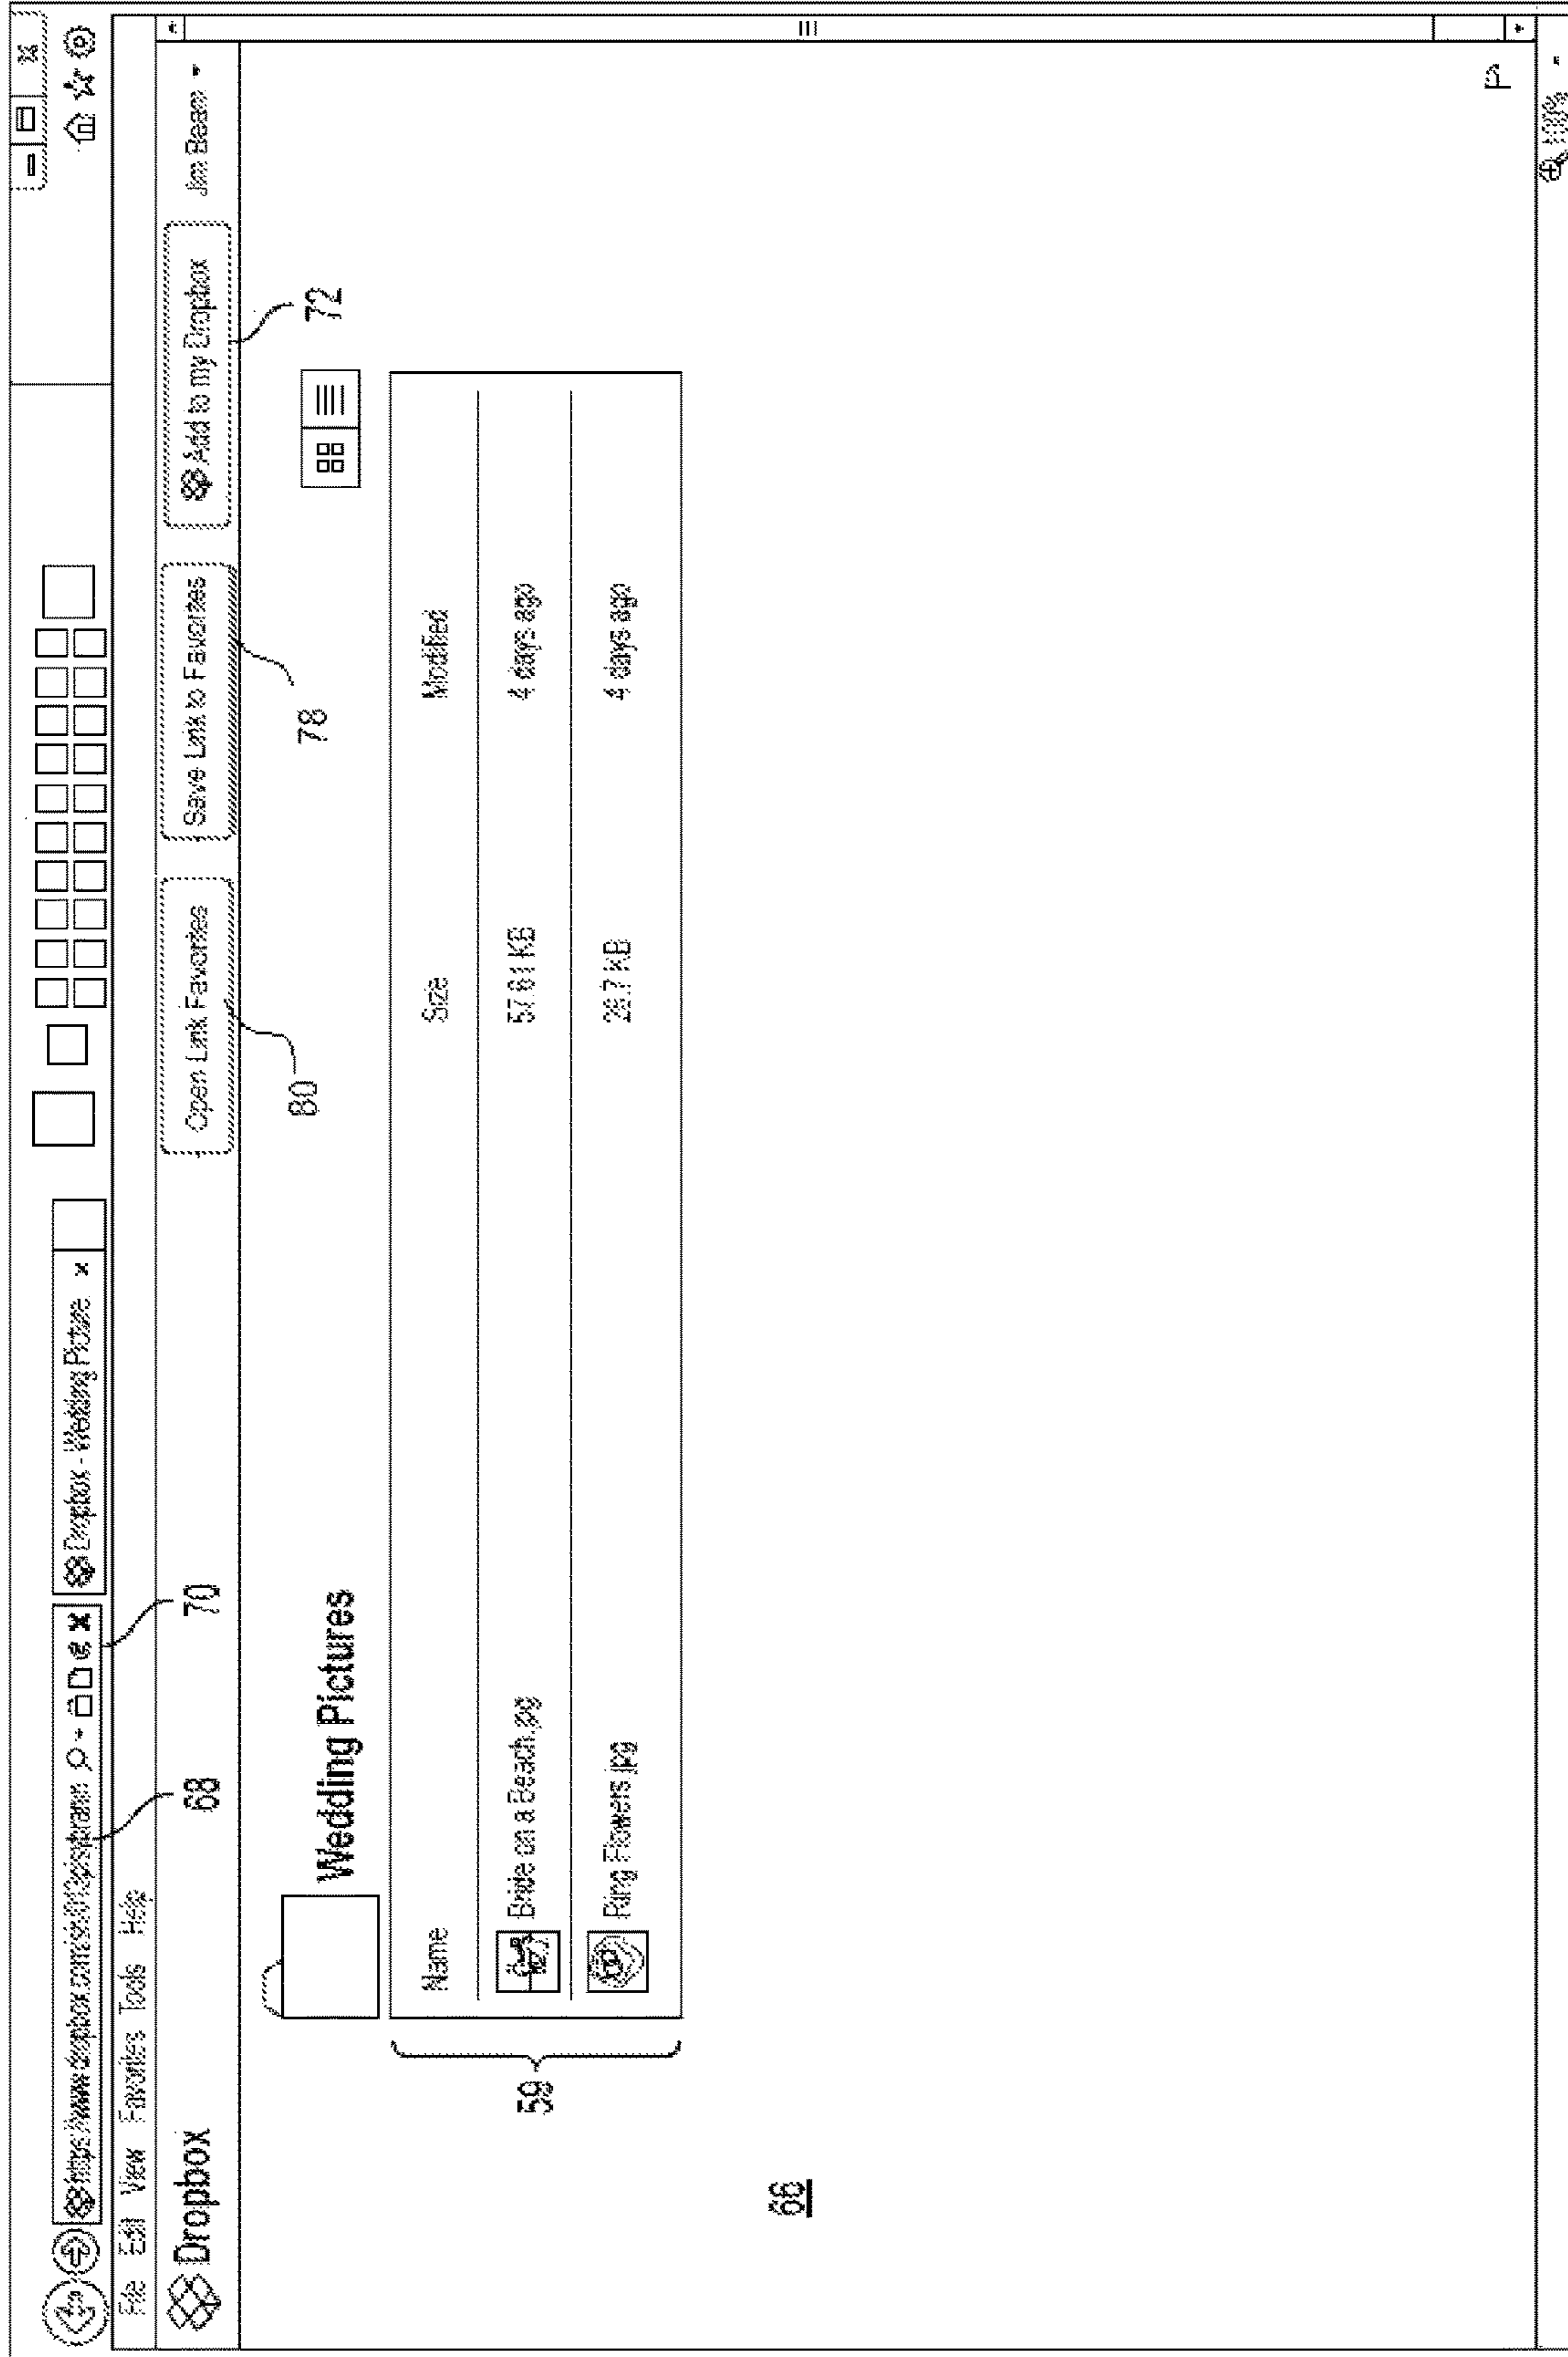 Dropbox - Wedding Picture x
70
68
File Edit View Favorites Tools Help
Dropbox
Open Link Favorites
Save Link to Favorites
Add to my Dropbox
Jim Beam
80
78
72
Wedding Pictures
Name Size Modified
Bride on a Beach.jpg 57.61 KB 4 days ago
Ring Flowers.jpg 28.7 KB 4 days ago
59
66
100%